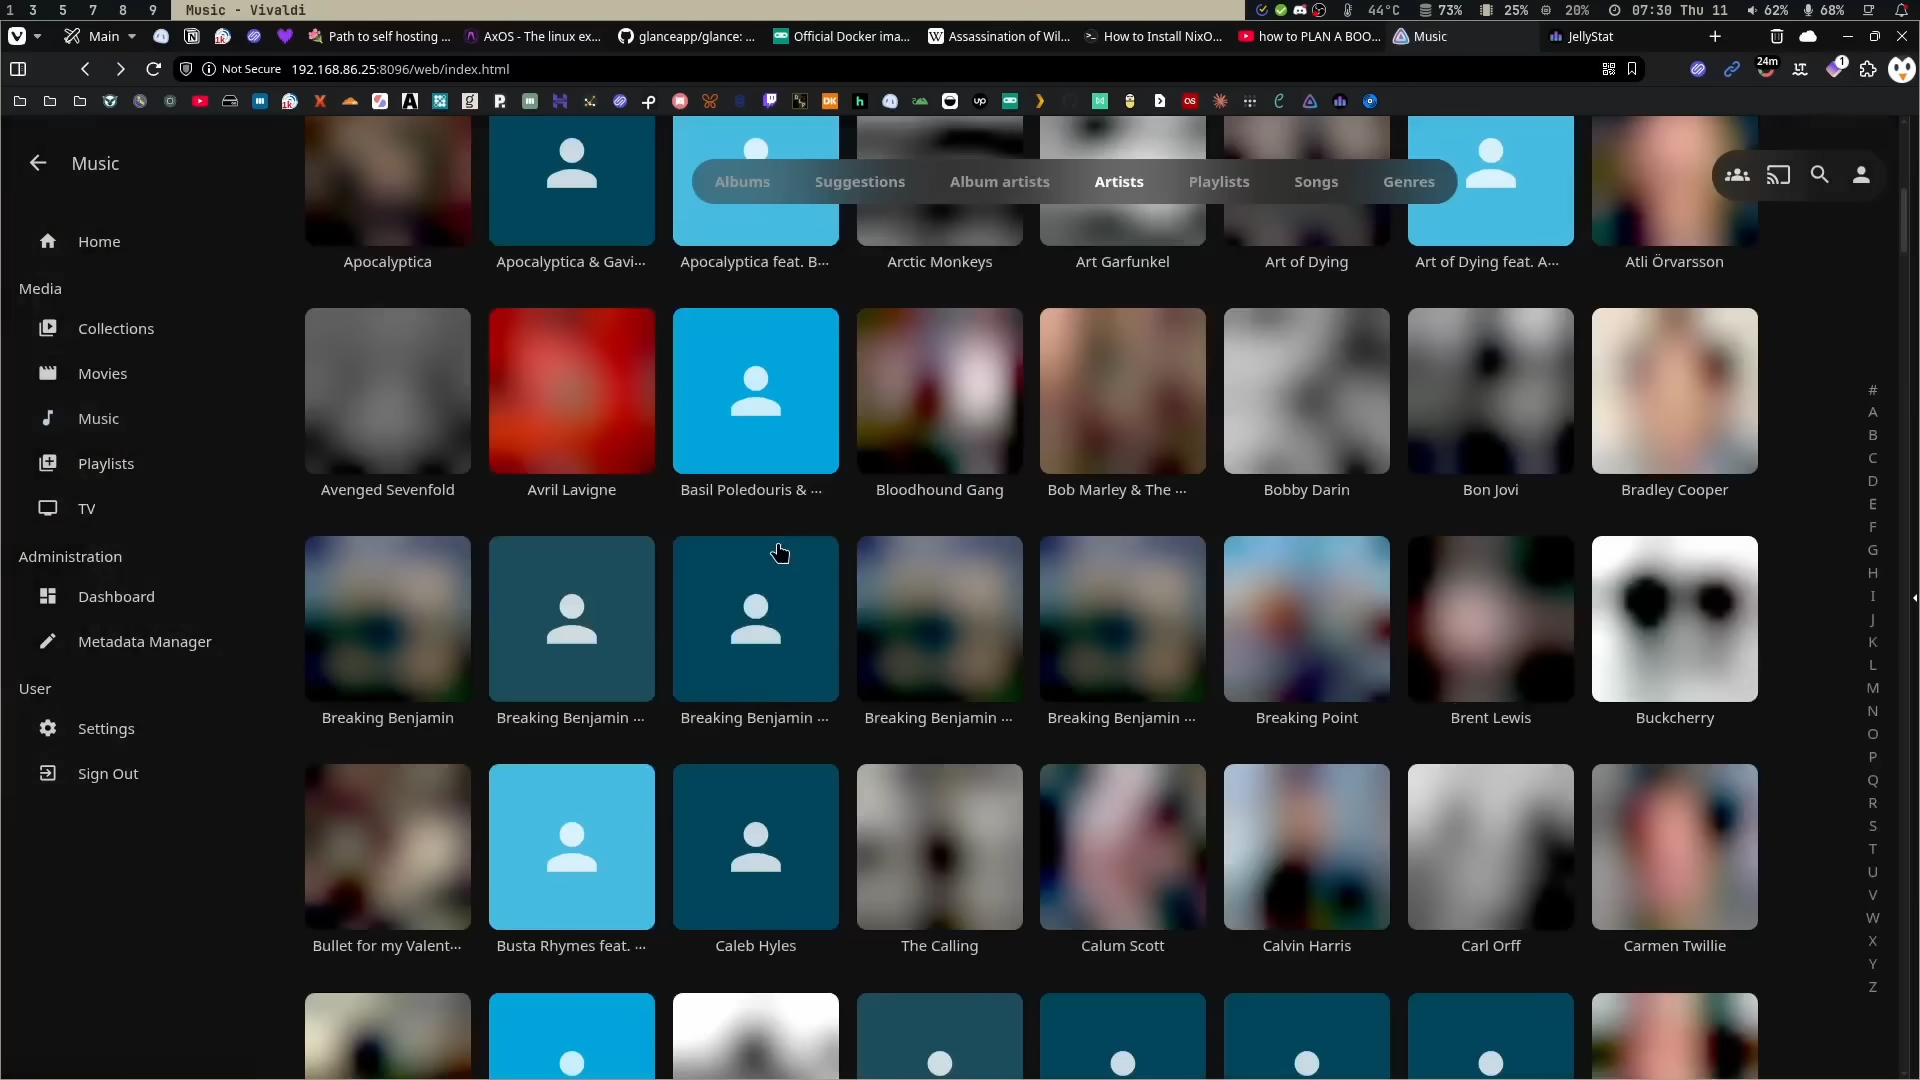 1 3 5 7 8 9 Music - Vivaldi 44°C 73% 25% 20% 07:30 Thu 11 62% 68%
Main Path to self hosting ... AxOS - The linux ex... glanceapp/glance: ... Official Docker ima... Assassination of Wil... How to Install NixO... how to PLAN A BOO... Music JellyStat
Not Secure 192.168.86.25:8096/web/index.html 24m 1
Music
Albums Suggestions Album artists Artists Playlists Songs Genres
Home
Media
Collections
Movies
Music
Playlists
TV
Administration
Dashboard
Metadata Manager
User
Settings
Sign Out
Apocalyptica Apocalyptica & Gavi... Apocalyptica feat. B... Arctic Monkeys Art Garfunkel Art of Dying Art of Dying feat. A... Atli Örvarsson
Avenged Sevenfold Avril Lavigne Basil Poledouris & ... Bloodhound Gang Bob Marley & The ... Bobby Darin Bon Jovi Bradley Cooper
Breaking Benjamin Breaking Benjamin ... Breaking Benjamin ... Breaking Benjamin ... Breaking Benjamin ... Breaking Point Brent Lewis Buckcherry
Bullet for my Valent... Busta Rhymes feat. ... Caleb Hyles The Calling Calum Scott Calvin Harris Carl Orff Carmen Twillie
#
A
B
C
D
E
F
G
H
I
J
K
L
M
N
O
P
Q
R
S
T
U
V
W
X
Y
Z